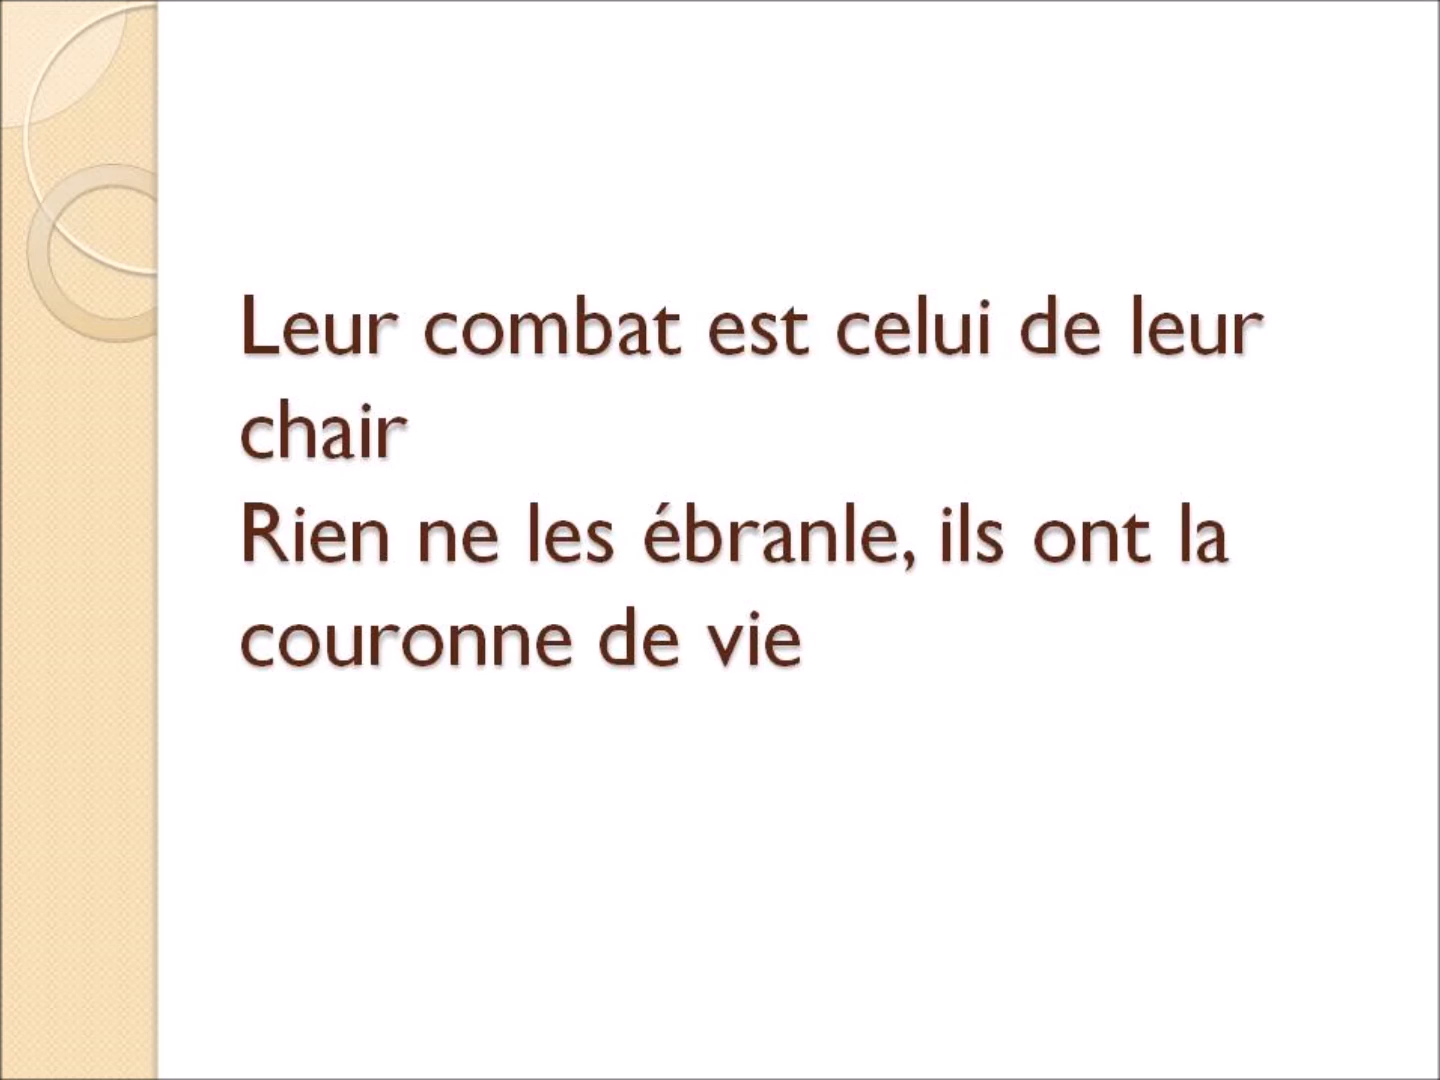 Leur combat est celui de leur
chair
Rien ne les ébranle, ils ont la
couronne de vie